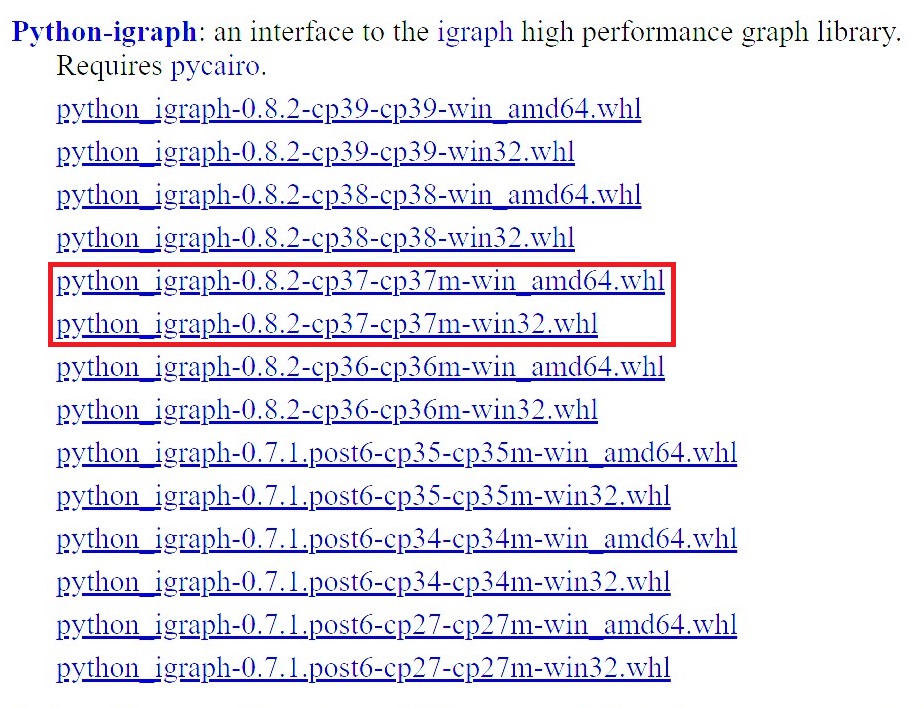 Python-igraph: an interface to the igraph high performance graph library.
Requires pycairo.
python_igraph-0.8.2-cp39-cp39-win_amd64.whl
python_igraph-0.8.2-cp39-cp39-win32.whl
python_igraph-0.8.2-cp38-cp38-win_amd64.whl
python_igraph-0.8.2-cp38-cp38-win32.whl
python_igraph-0.8.2-cp37-cp37m-win_amd64.whl
python_igraph-0.8.2-cp37-cp37m-win32.whl
python_igraph-0.8.2-cp36-cp36m-win_amd64.whl
python_igraph-0.8.2-cp36-cp36m-win32.whl
python_igraph-0.7.1.post6-cp35-cp35m-win_amd64.whl
python_igraph-0.7.1.post6-cp35-cp35m-win32.whl
python_igraph-0.7.1.post6-cp34-cp34m-win_amd64.whl
python_igraph-0.7.1.post6-cp34-cp34m-win32.whl
python_igraph-0.7.1.post6-cp27-cp27m-win_amd64.whl
python_igraph-0.7.1.post6-cp27-cp27m-win32.whl